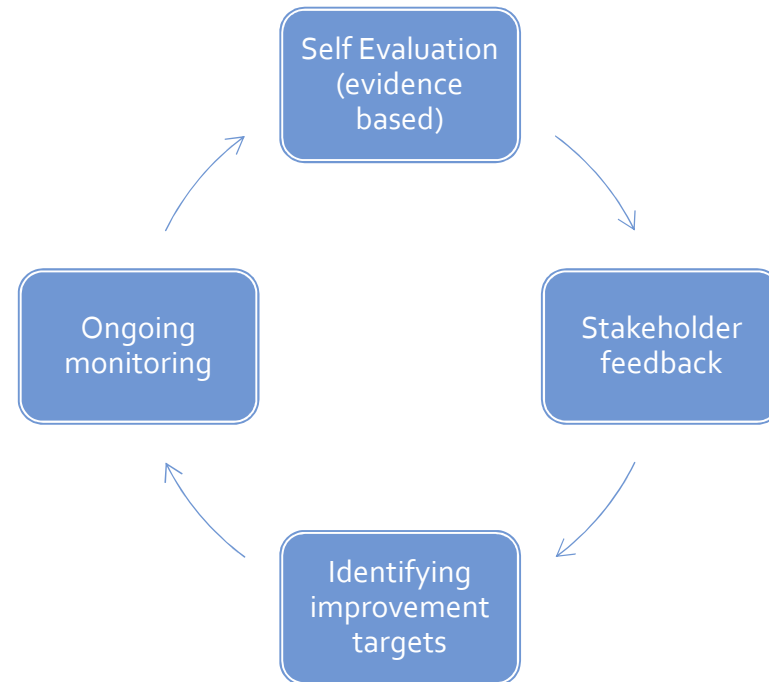 Self Evaluation
(evidence
based)
Stakeholder
feedback
Identifying
improvement
targets
Ongoing
monitoring